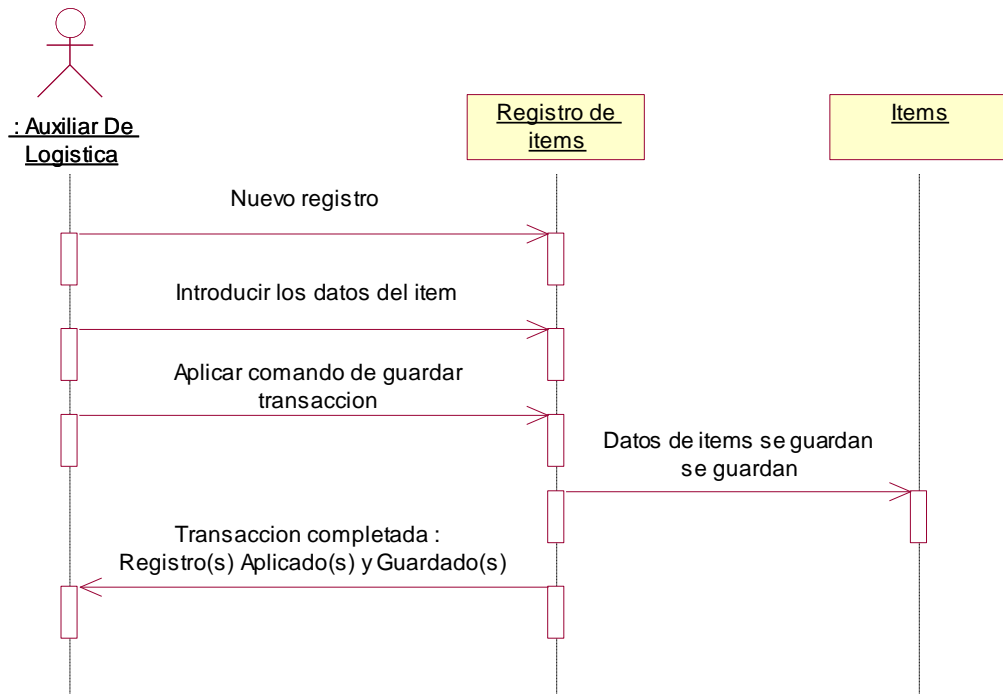 : Auxiliar De
Logistica
Registro de
items
Items
Nuevo registro
Introducir los datos del item
Aplicar comando de guardar
transaccion
Datos de items se guardan
se guardan
Transaccion completada :
Registro(s) Aplicado(s) y Guardado(s)